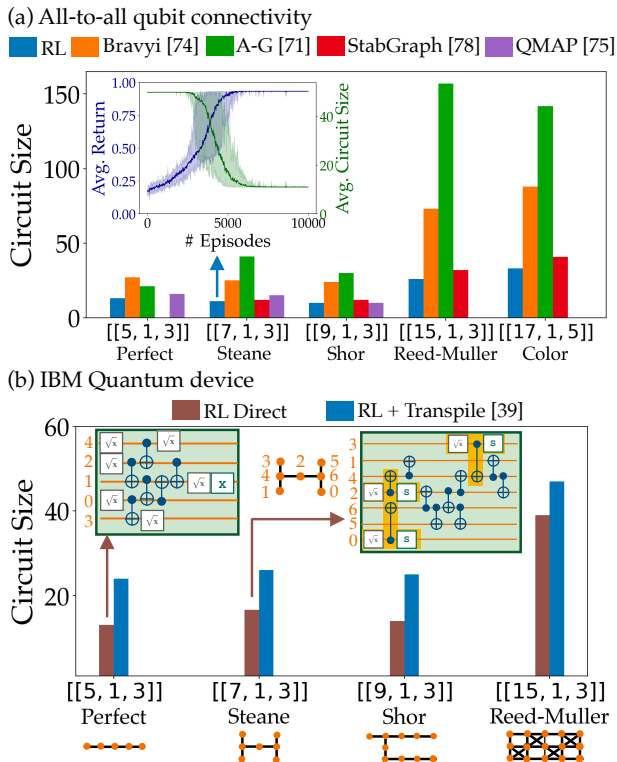 (a) All-to-all qubit connectivity
RL Bravyi [74] A-G [71] StabGraph [78] QMAP [75]
Circuit Size
150
100
50
0
Avg. Return
1.00
0.75
0.50
0.25
0.00
40
20
0
Avg. Circuit Size
0 5000 10000
# Episodes
[[5, 1, 3]] [[7, 1, 3]] [[9, 1, 3]] [[15, 1, 3]] [[17, 1, 5]]
Perfect Steane Shor Reed-Muller Color
(b) IBM Quantum device
RL Direct RL + Transpile [39]
Circuit Size
60
40
20
4 √x √x
2 √x
1 √x X
0 √x
3 √x
3 2 5
4 6
1 0
3 √x S
1
4
2 √x S
6
5
0 √x S
[[5, 1, 3]] [[7, 1, 3]] [[9, 1, 3]] [[15, 1, 3]]
Perfect Steane Shor Reed-Muller